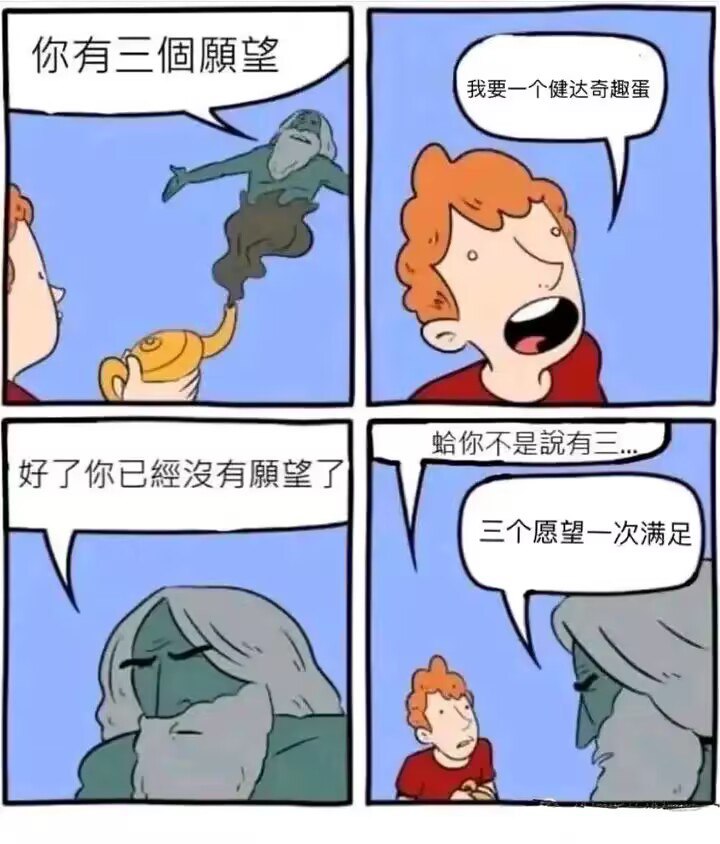 你有三個願望
我要一个健达奇趣蛋
好了你已經沒有願望了
蛤你不是說有三...
三个愿望一次满足